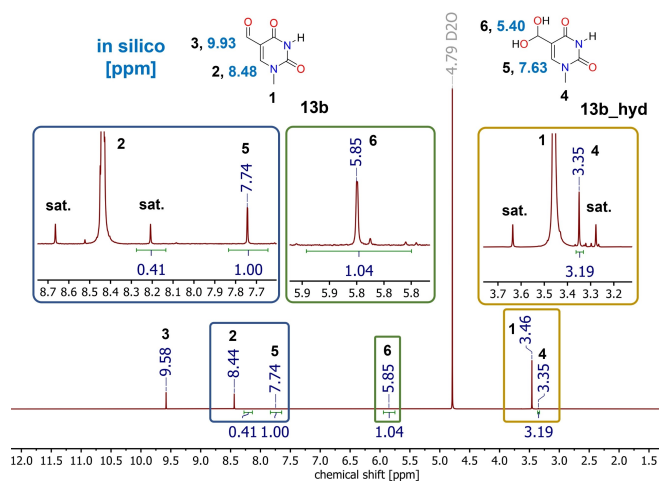 in silico
[ppm]
3, 9.93
O
O
N
H
N
O
2, 8.48
1
13b
4.79 D2O
6, 5.40
HO
HO
O
N
H
N
O
5, 7.63
4
13b_hyd
2
5
7.74
sat.
sat.
0.41
1.00
8.7 8.6 8.5 8.4 8.3 8.2 8.1 8.0 7.9 7.8 7.7
6
5.85
1.04
5.9 5.9 5.8 5.8 5.8
1
4
3.35
sat.
sat.
3.19
3.7 3.6 3.5 3.4 3.3 3.2
3
9.58
2
8.44
5
7.74
6
5.85
1
3.46
4
3.35
0.41 1.00
1.04
3.19
12.0 11.5 11.0 10.5 10.0 9.5 9.0 8.5 8.0 7.5 7.0 6.5 6.0 5.5 5.0 4.5 4.0 3.5 3.0 2.5 2.0 1.5
chemical shift [ppm]